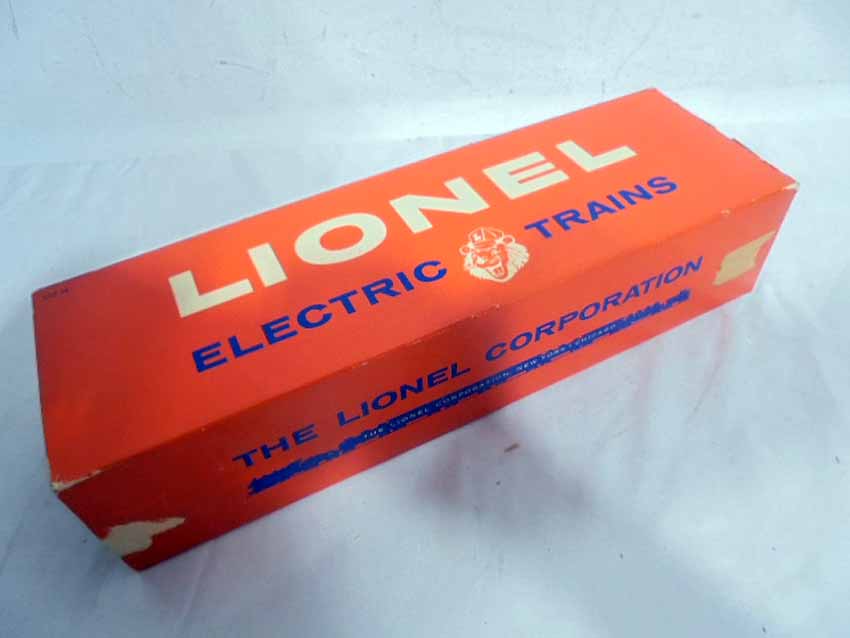 LIONEL
ELECTRIC TRAINS
THE LIONEL CORPORATION
THE LIONEL CORPORATION, NEW YORK • CHICAGO